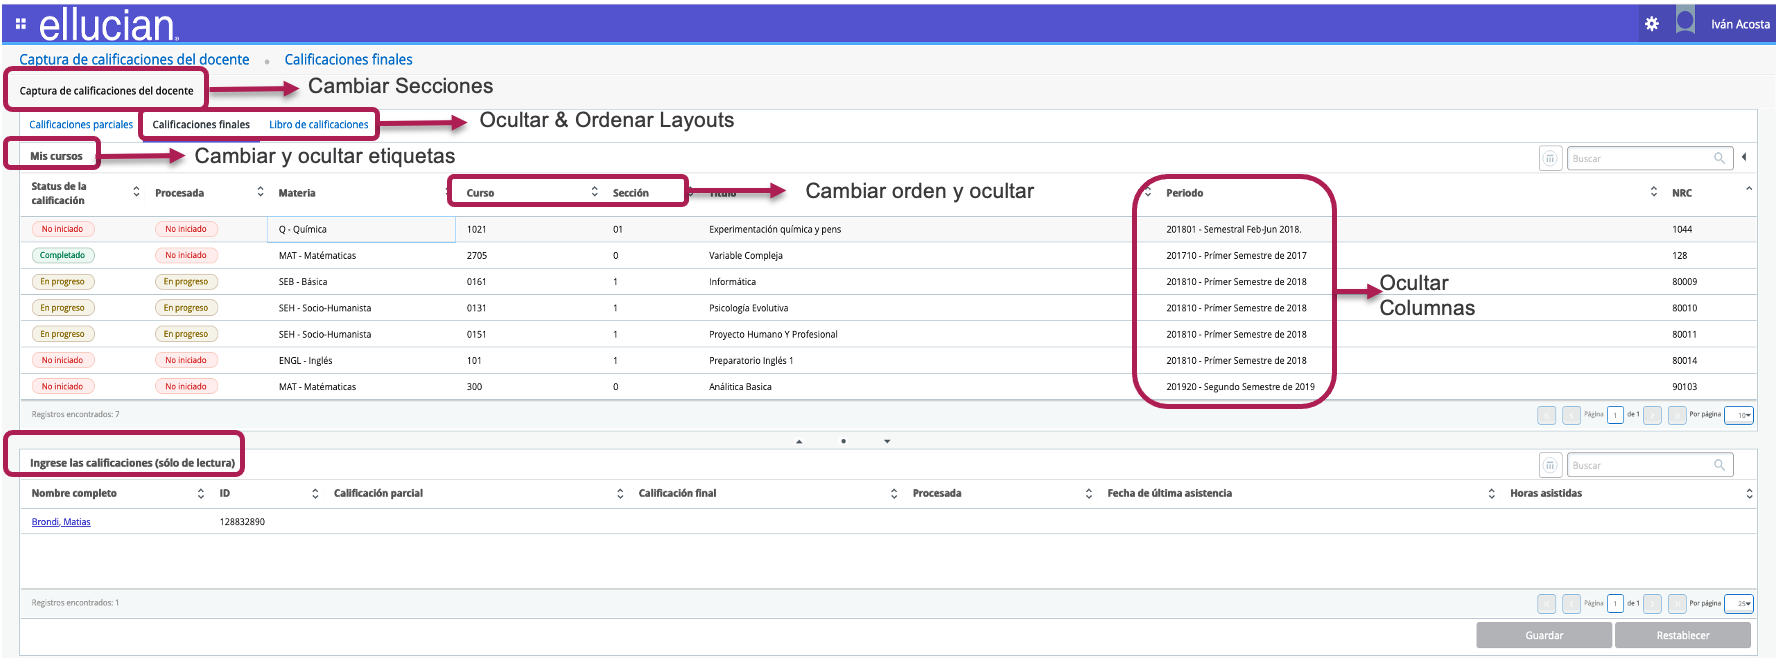 ellucian
Iván Acosta
Captura de calificaciones del docente • Calificaciones finales
Captura de calificaciones del docente
Cambiar Secciones
Calificaciones parciales Calificaciones finales Libro de calificaciones
Ocultar & Ordenar Layouts
Mis cursos
Cambiar y ocultar etiquetas
Buscar
Status de la calificación Procesada Materia Curso Sección Título Periodo NRC
Cambiar orden y ocultar
No iniciado No iniciado Q - Química 1021 01 Experimentación química y pens 201801 - Semestral Feb-Jun 2018. 1044
Completado No iniciado MAT - Matématicas 2705 0 Variable Compleja 201710 - Prímer Semestre de 2017 128
En progreso En progreso SEB - Básica 0161 1 Informática 201810 - Prímer Semestre de 2018 80009
En progreso En progreso SEH - Socio-Humanista 0131 1 Psicología Evolutiva 201810 - Prímer Semestre de 2018 80010
En progreso En progreso SEH - Socio-Humanista 0151 1 Proyecto Humano Y Profesional 201810 - Prímer Semestre de 2018 80011
No iniciado No iniciado ENGL - Inglés 101 1 Preparatorio Inglés 1 201810 - Prímer Semestre de 2018 80014
No iniciado No iniciado MAT - Matématicas 300 0 Análitica Basica 201920 - Segundo Semestre de 2019 90103
Ocultar
Columnas
Registros encontrados: 7
Página 1 de 1 Por página 10
Ingrese las calificaciones (sólo de lectura)
Buscar
Nombre completo ID Calificación parcial Calificación final Procesada Fecha de última asistencia Horas asistidas
Brondi, Matias 128832890
Registros encontrados: 1
Página 1 de 1 Por página 25
Guardar Restablecer